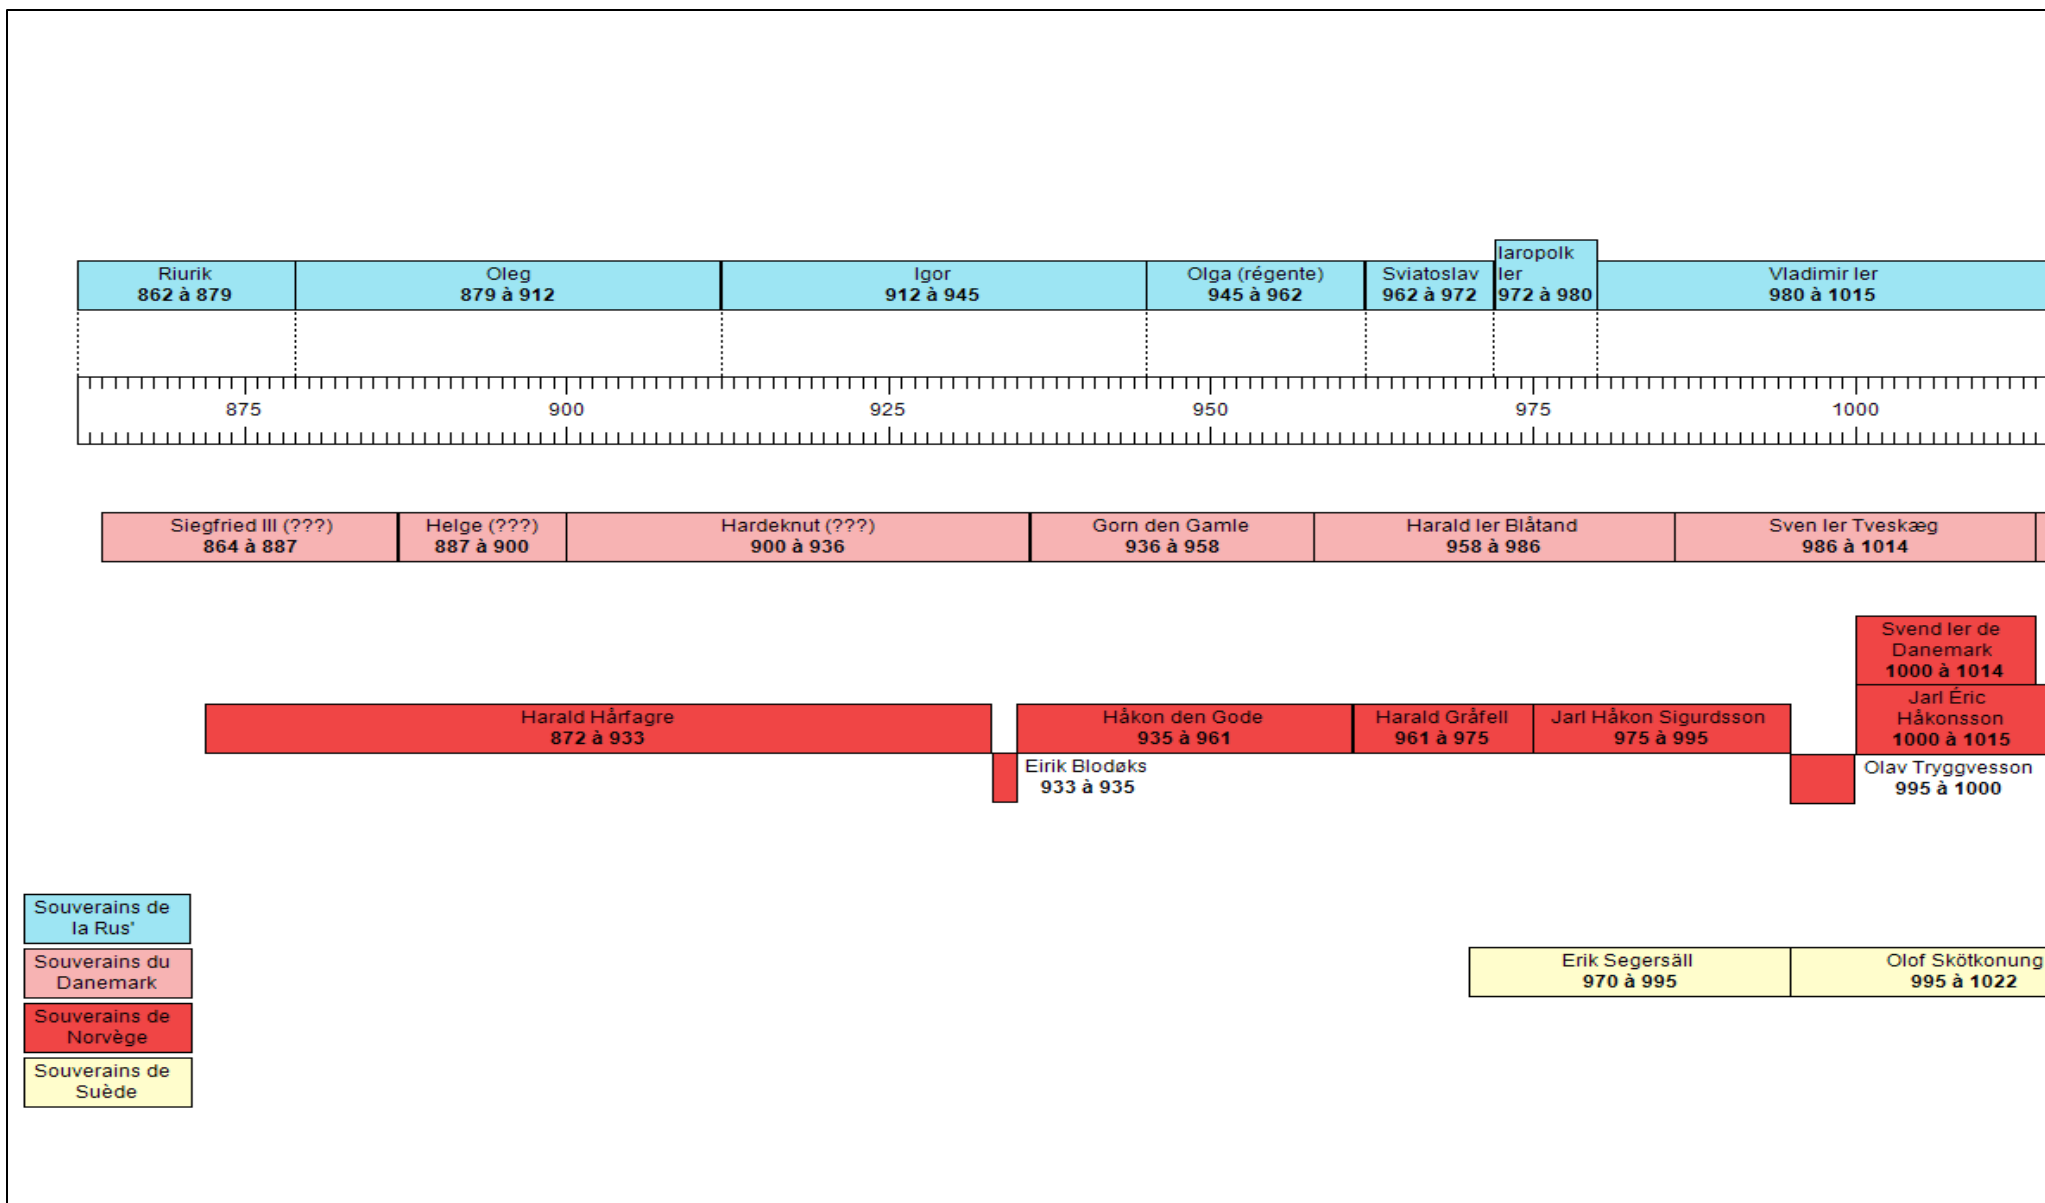 Iaropolk
Ier
972 à 980
Riurik
862 à 879
Oleg
879 à 912
Igor
912 à 945
Olga (régente)
945 à 962
Sviatoslav
962 à 972
Vladimir Ier
980 à 1015
875
900
925
950
975
1000
Siegfried III (???)
864 à 887
Helge (???)
887 à 900
Hardeknut (???)
900 à 936
Gorn den Gamle
936 à 958
Harald Ier Blåtand
958 à 986
Sven Ier Tveskæg
986 à 1014
Svend Ier de
Danemark
1000 à 1014
Jarl Éric
Håkonsson
1000 à 1015
Harald Hårfagre
872 à 933
Håkon den Gode
935 à 961
Harald Gråfell
961 à 975
Jarl Håkon Sigurdsson
975 à 995
Eirik Blodøks
933 à 935
Olav Tryggvesson
995 à 1000
Souverains de
la Rus'
Souverains du
Danemark
Souverains de
Norvège
Souverains de
Suède
Erik Segersäll
970 à 995
Olof Skötkonung
995 à 1022